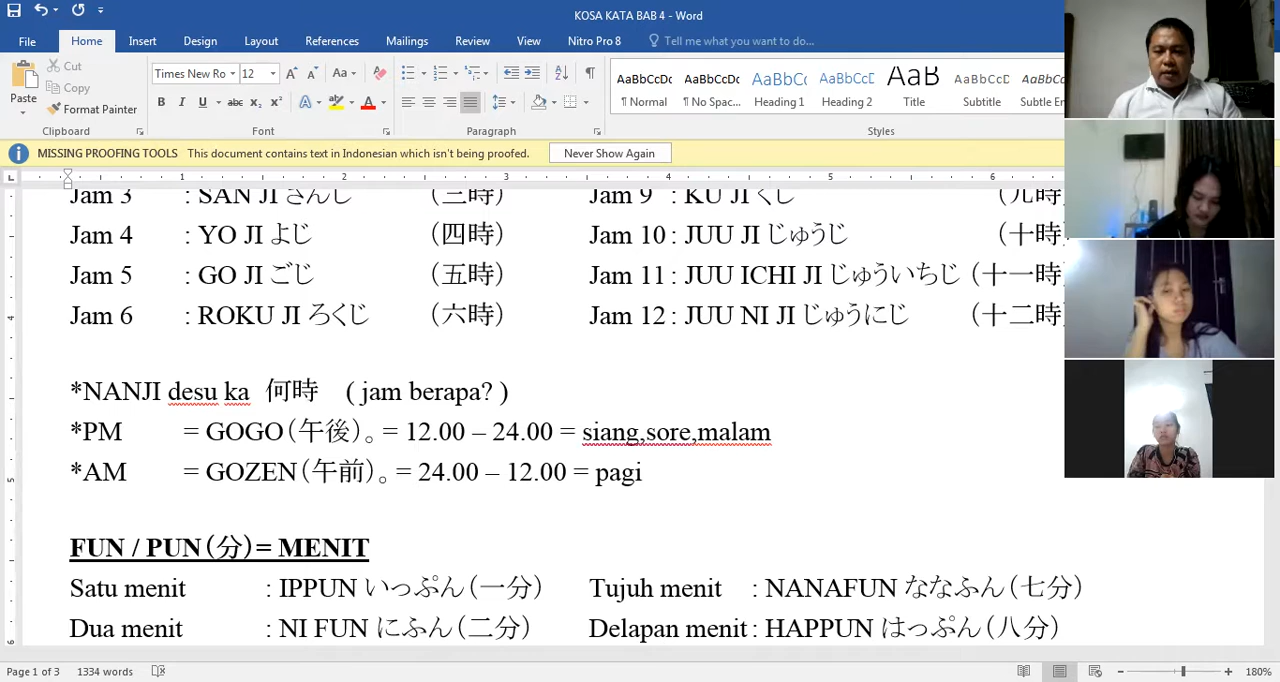 KOSA KATA BAB 4 - Word
File Home Insert Design Layout References Mailings Review View Nitro Pro 8 Tell me what you want to do...
Cut
Copy
Format Painter
Paste
Times New Ro 12
AaBbCcDc AaBbCcDc AaBbC AaBbCc AaB AaBbCcD
¶ Normal ¶ No Spac... Heading 1 Heading 2 Title Subtitle Subtle
Clipboard Font Paragraph Styles
MISSING PROOFING TOOLS This document contains text in Indonesian which isn't being proofed. Never Show Again
Jam 3 : SAN JI さんじ (三時) Jam 9 : KU JI くじ (九時)
Jam 4 : YO JI よじ (四時) Jam 10 : JUU JI じゅうじ (十時)
Jam 5 : GO JI ごじ (五時) Jam 11 : JUU ICHI JI じゅういちじ (十一時)
Jam 6 : ROKU JI ろくじ (六時) Jam 12 : JUU NI JI じゅうにじ (十二時)
*NANJI desu ka 何時 ( jam berapa? )
*PM = GOGO(午後)。= 12.00 – 24.00 = siang,sore,malam
*AM = GOZEN(午前)。= 24.00 – 12.00 = pagi
FUN / PUN(分)= MENIT
Satu menit : IPPUN いっぷん(一分) Tujuh menit : NANAFUN ななふん(七分)
Dua menit : NI FUN にふん(二分) Delapan menit : HAPPUN はっぷん(八分)
Page 1 of 3 1334 words 180%